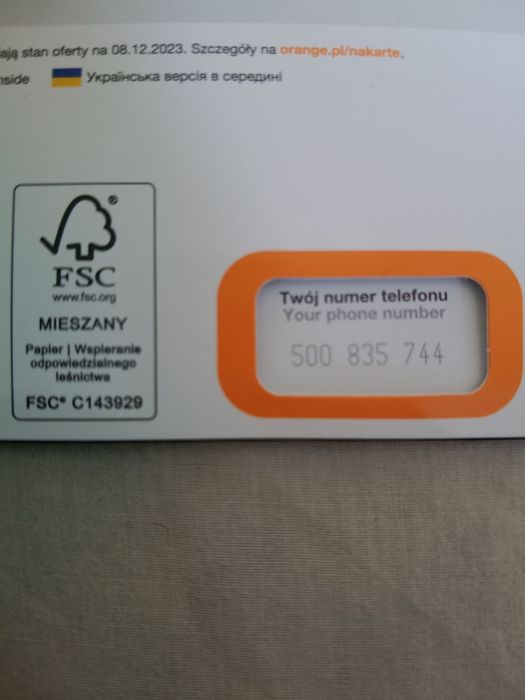 ają stan oferty na 08.12.2023. Szczegóły na orange.pl/nakarte.
nside Українська версія в середині
FSC®
www.fsc.org
MIESZANY
Papier | Wspieranie
odpowiedzialnego
leśnictwa
FSC® C143929
Twój numer telefonu
Your phone number
500 835 744